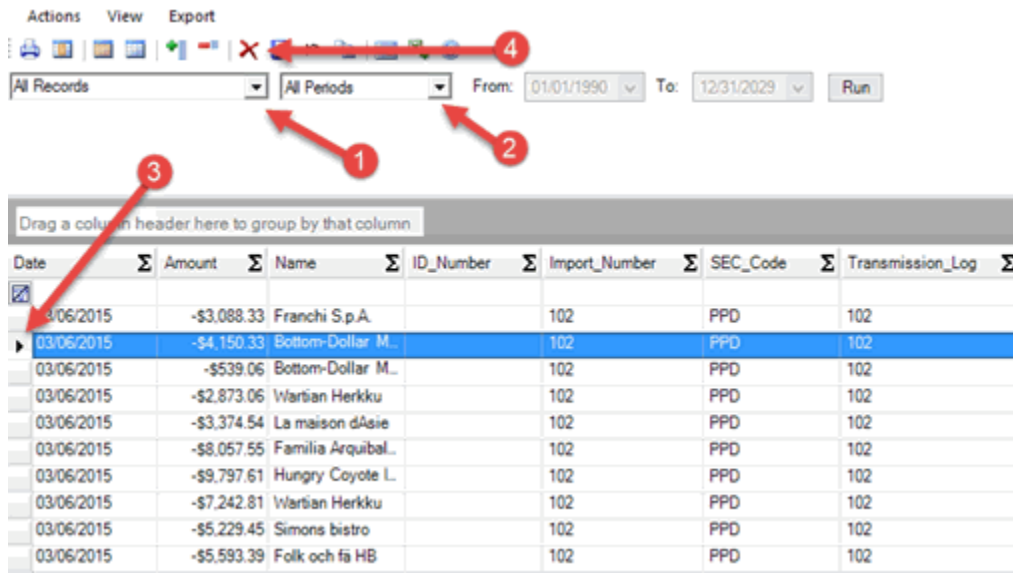 Actions View Export
4
All Records All Periods From: 01/01/1990 To: 12/31/2029 Run
1 2
3
Drag a column header here to group by that column
Date Σ Amount Σ Name Σ ID_Number Σ Import_Number Σ SEC_Code Σ Transmission_Log Σ
03/06/2015 -$3,088.33 Franchi S.p.A. 102 PPD 102
03/06/2015 -$4,150.33 Bottom-Dollar M... 102 PPD 102
03/06/2015 -$539.06 Bottom-Dollar M... 102 PPD 102
03/06/2015 -$2,873.06 Wartian Herkku 102 PPD 102
03/06/2015 -$3,374.54 La maison dAsie 102 PPD 102
03/06/2015 -$8,057.55 Familia Arquibal... 102 PPD 102
03/06/2015 -$9,797.61 Hungry Coyote I... 102 PPD 102
03/06/2015 -$7,242.81 Wartian Herkku 102 PPD 102
03/06/2015 -$5,229.45 Simons bistro 102 PPD 102
03/06/2015 -$5,593.39 Folk och fä HB 102 PPD 102